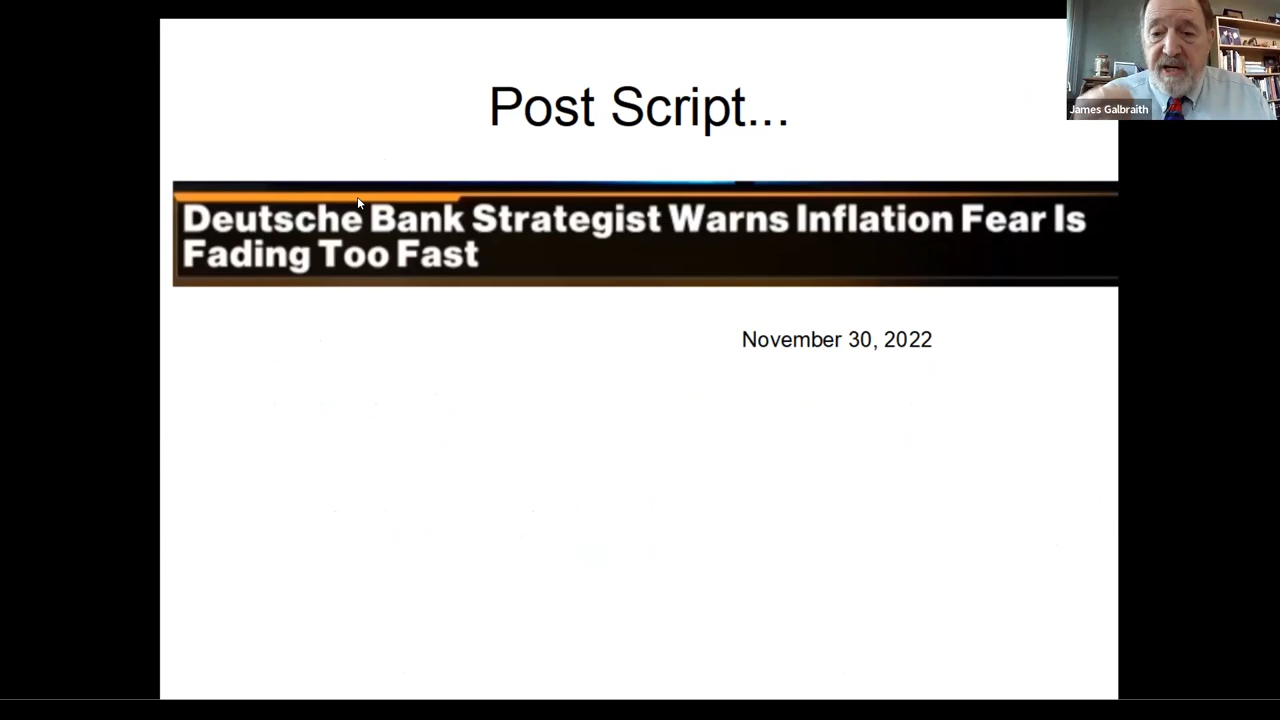 Post Script...
James Galbraith
Deutsche Bank Strategist Warns Inflation Fear Is
Fading Too Fast
November 30, 2022